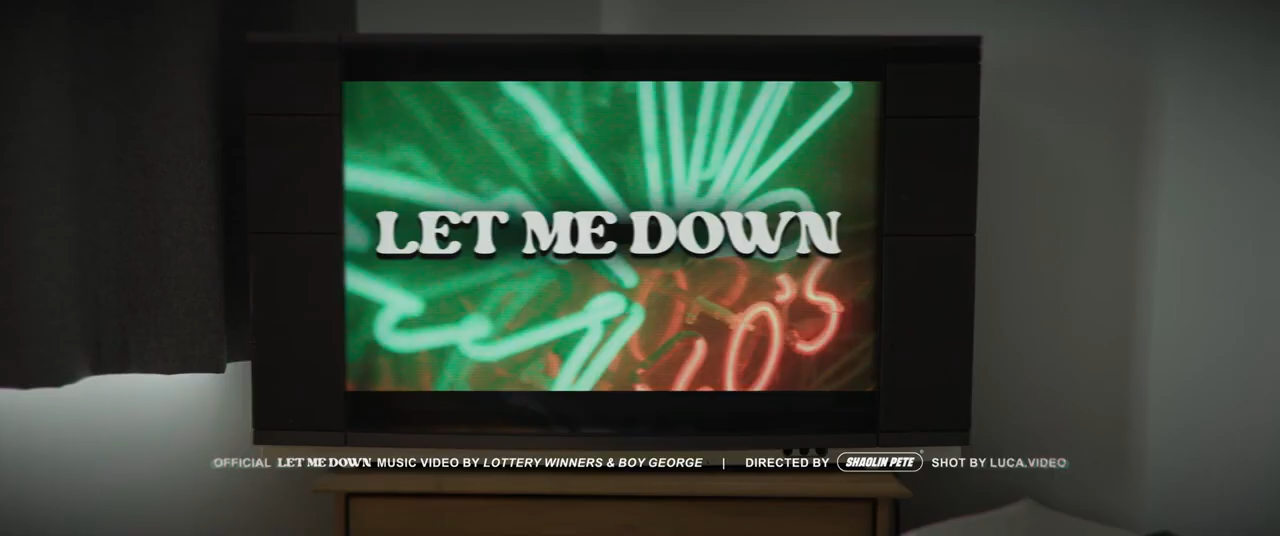 LET ME DOWN
's
OFFICIAL LET ME DOWN MUSIC VIDEO BY LOTTERY WINNERS & BOY GEORGE | DIRECTED BY SHAOLIN PETE SHOT BY LUCA.VIDEO